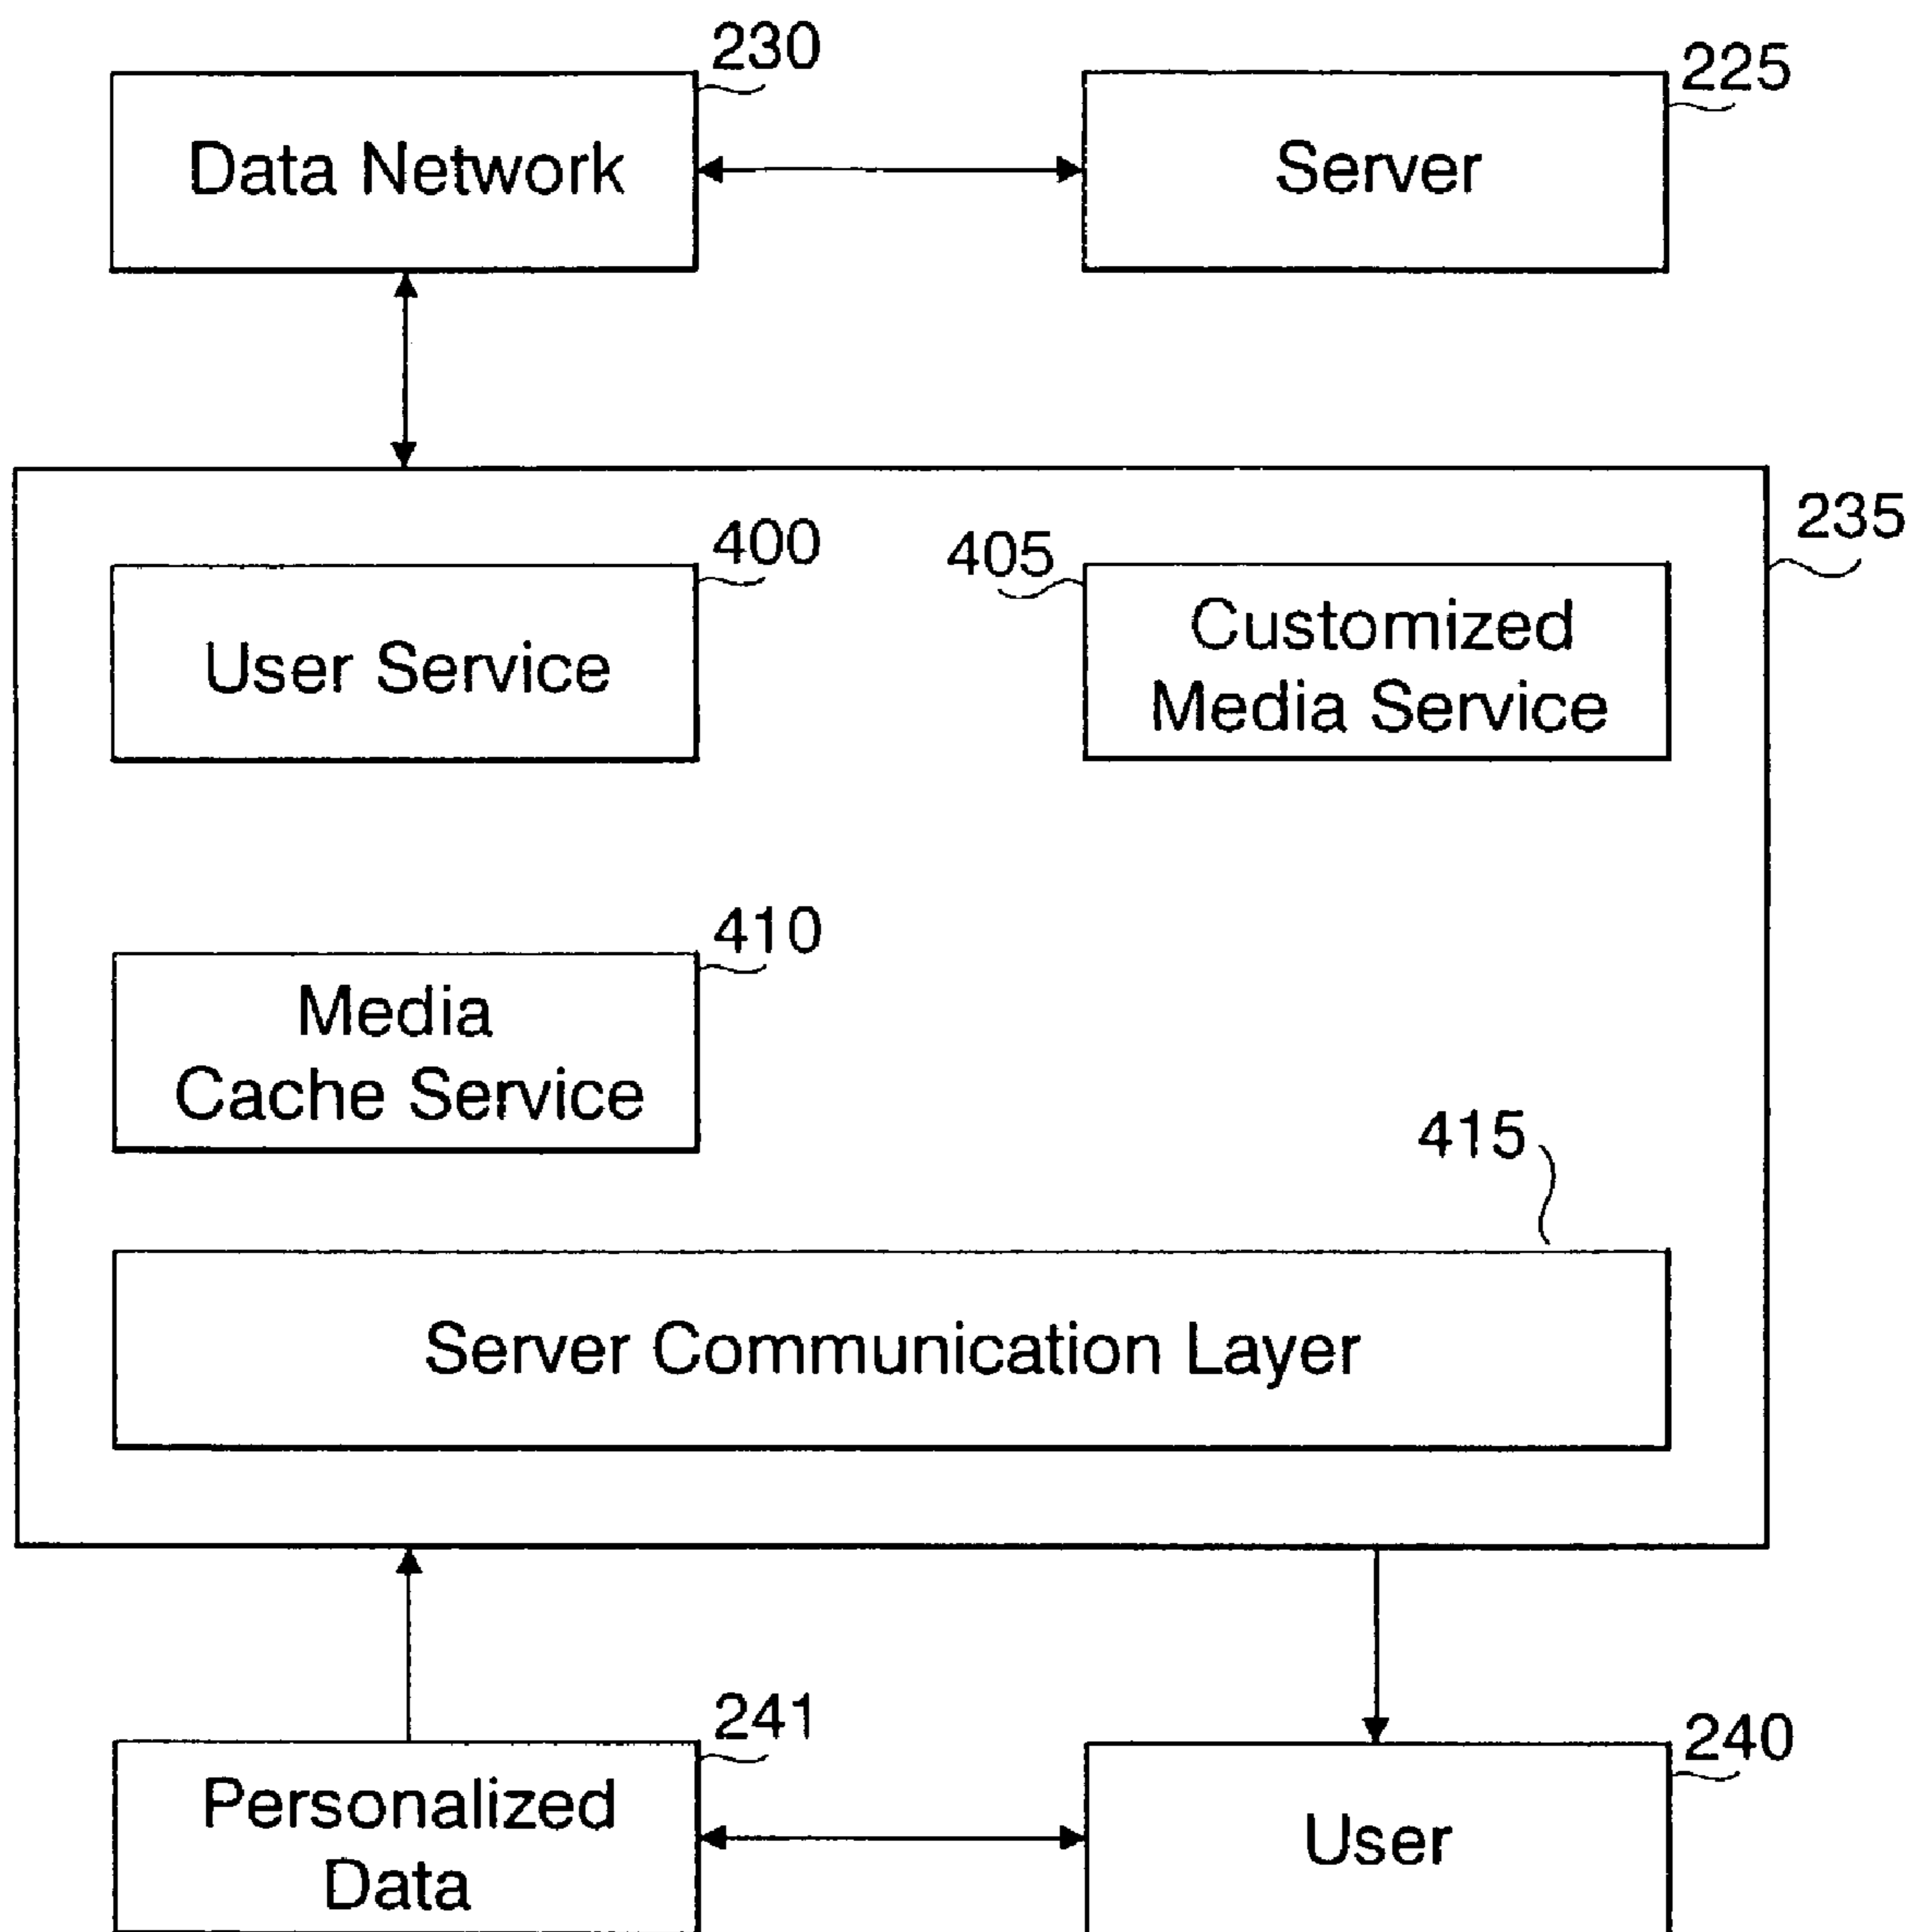 230
225
Data Network
Server
235
400
405
User Service
Customized
Media Service
410
Media
Cache Service
415
Server Communication Layer
241
240
Personalized
Data
User